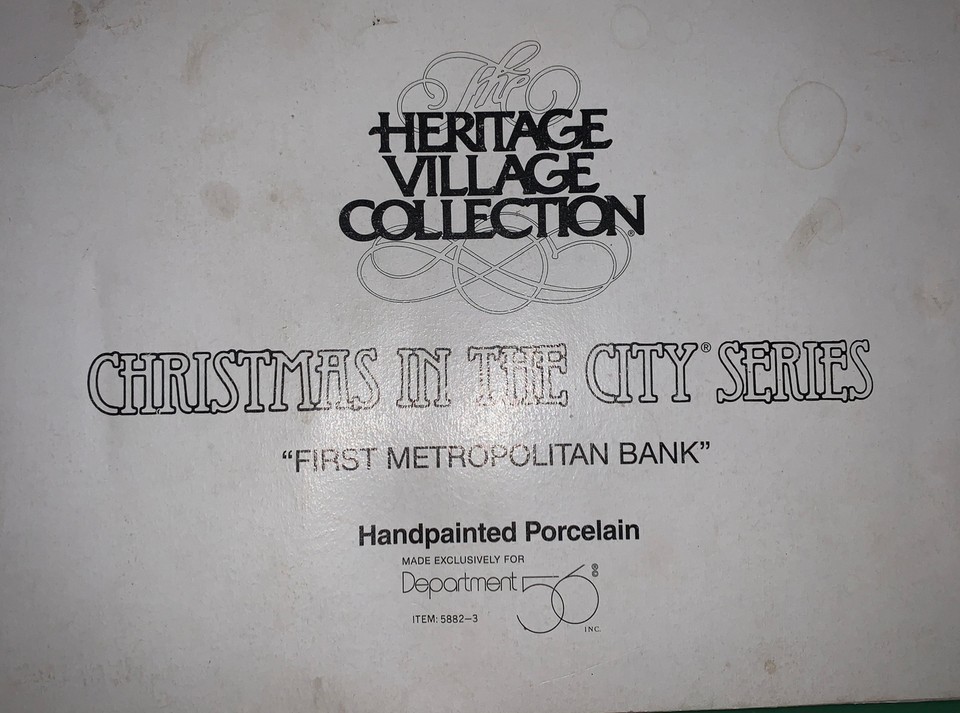 The
HERITAGE
VILLAGE
COLLECTION®
CHRISTMAS IN THE CITY® SERIES
“FIRST METROPOLITAN BANK”
Handpainted Porcelain
MADE EXCLUSIVELY FOR
Department 56 ® ©
INC.
ITEM: 5882–3